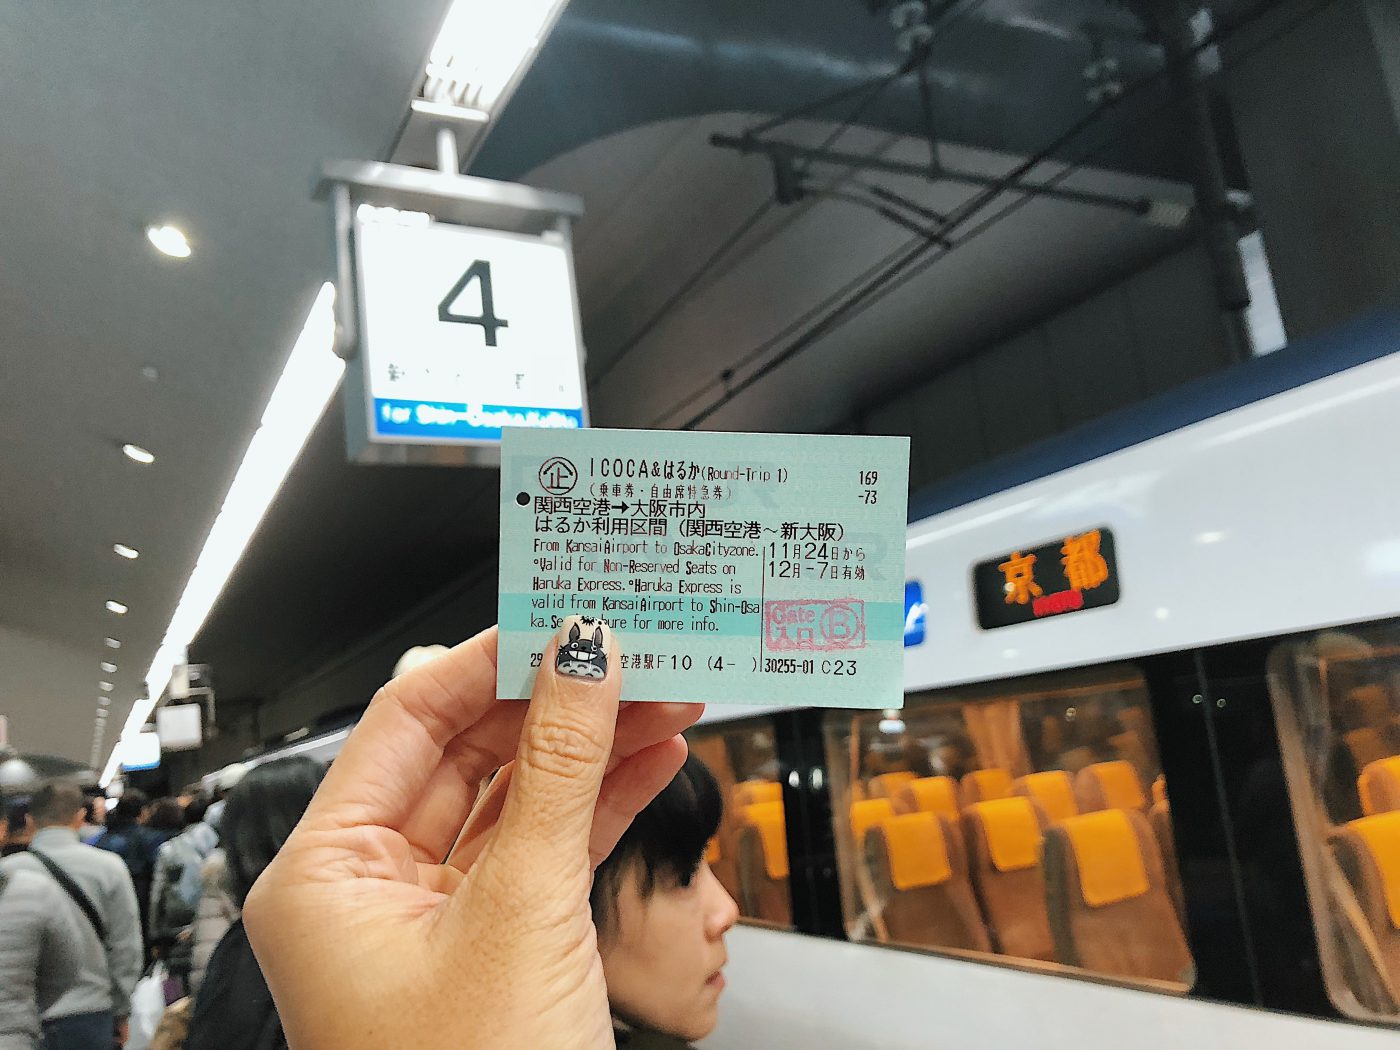 4
for Shin-Osaka, Kyoto
企 ICOCA&はるか(Round-Trip 1) 169
(乗車券・自由席特急券) -73
関西空港→大阪市内
はるか利用区間（関西空港～新大阪）
From KansaiAirport to OsakaCityzone.
°Valid for Non-Reserved Seats on
Haruka Express.°Haruka Express is
valid from KansaiAirport to Shin-Osa
ka. for more info.
11月24日から
12月-7日有効
Gate
入口 B
空港駅F10 (4- ) 30255-01 C23
京都